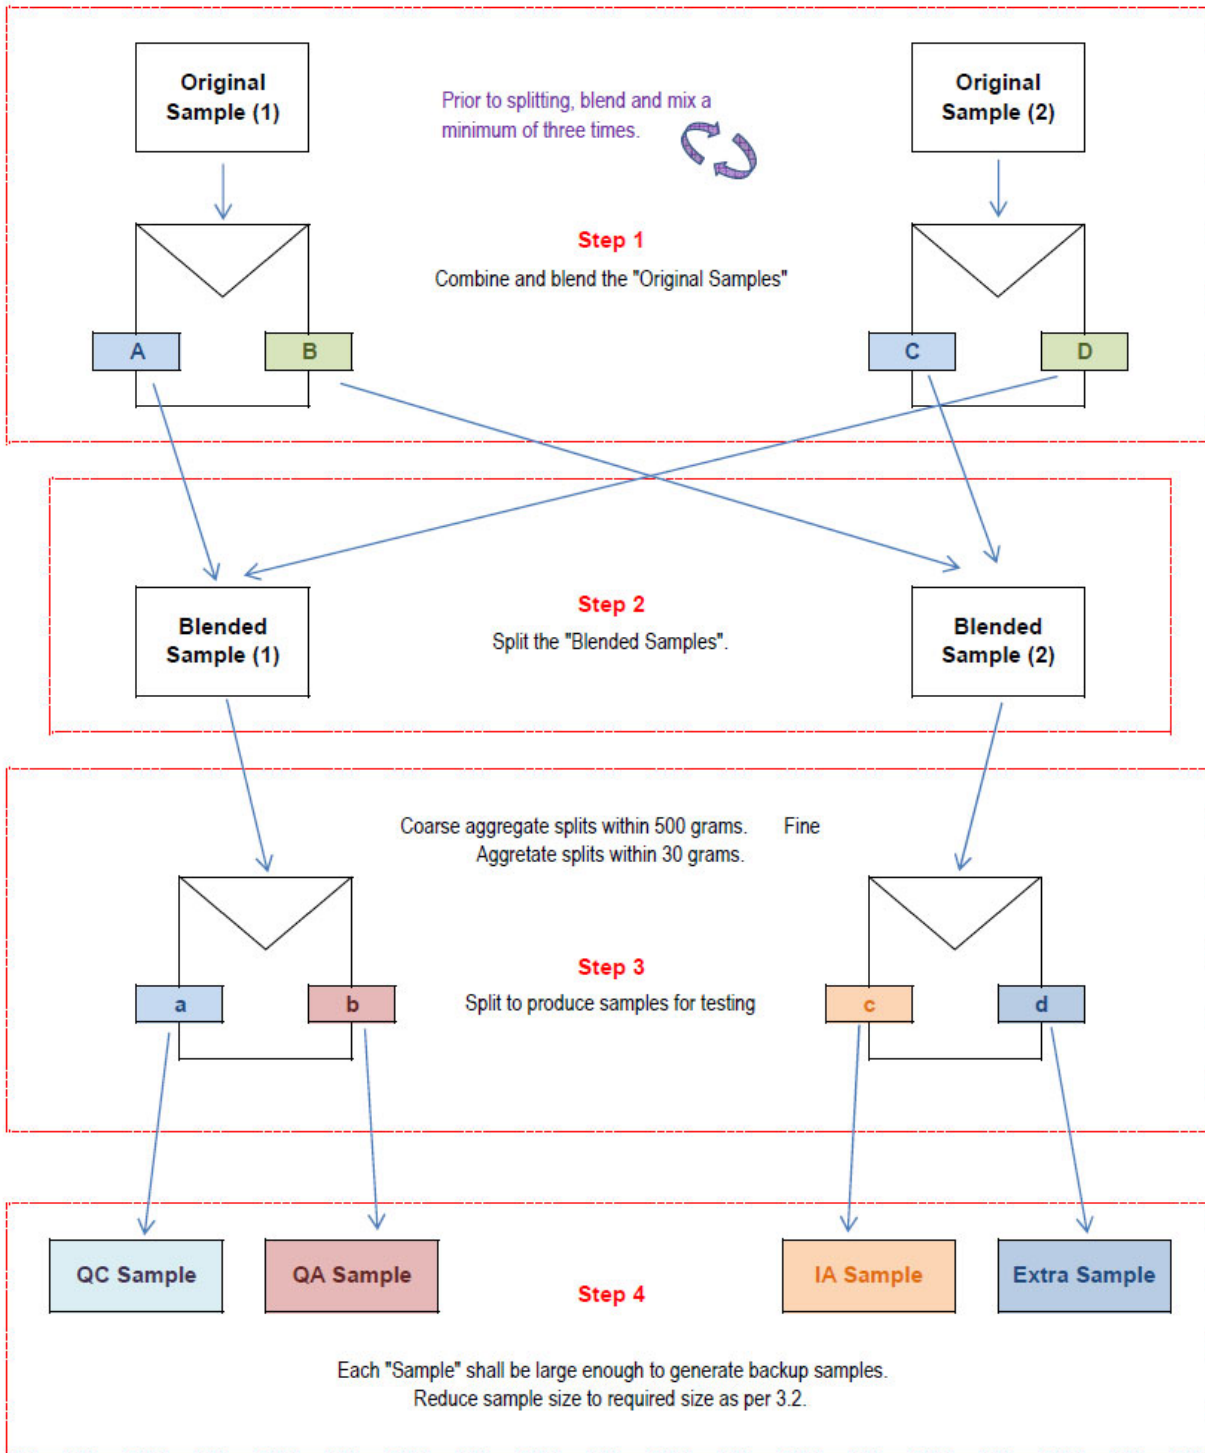 Original
Sample (1)
Prior to splitting, blend and mix a
minimum of three times.
Original
Sample (2)
Step 1
Combine and blend the "Original Samples"
A
B
C
D
Blended
Sample (1)
Step 2
Split the "Blended Samples".
Blended
Sample (2)
Coarse aggregate splits within 500 grams. Fine
Aggretate splits within 30 grams.
Step 3
Split to produce samples for testing
a
b
c
d
QC Sample
QA Sample
IA Sample
Extra Sample
Step 4
Each "Sample" shall be large enough to generate backup samples.
Reduce sample size to required size as per 3.2.